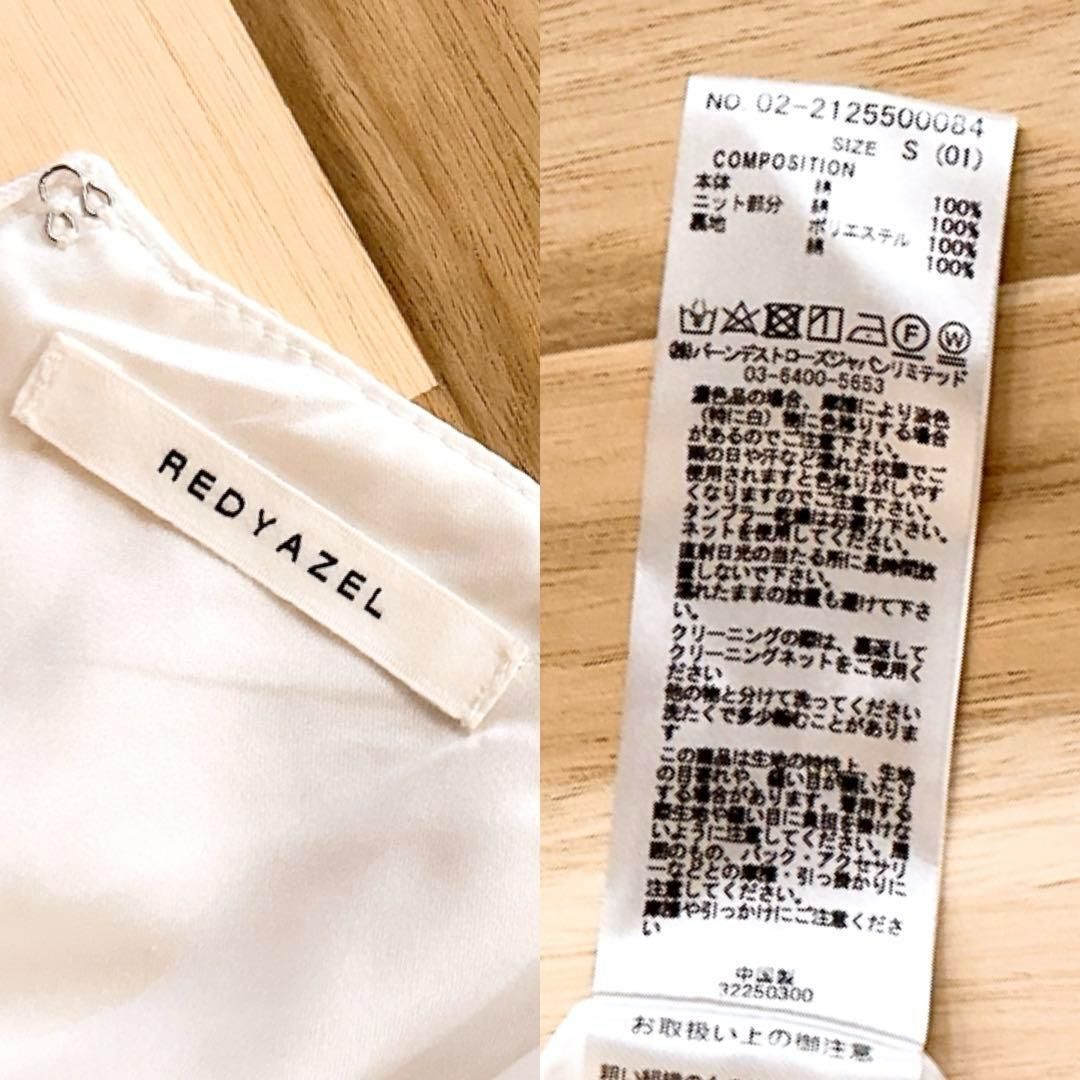 REDYAZEL
NO. 02-2125500084
SIZE S (01)
COMPOSITION
本体 綿 100%
ニット部分 綿 100%
裏地 ポリエステル 100%
綿 100%
F W
㈱バーンデストローズジャパンリミテッド
03-6400-5653
濃色品の場合、摩擦により淡色
(特に白)物に色移りする場合
があるのでご注意下さい。
雨の日や汗など濡れた状態でご
使用されますと色移りがしやす
くなりますのでご注意下さい。
タンブラー乾燥はお避け下さい。
ネットを使用してください。
直射日光の当たる所に長時間放
置しないで下さい。
濡れたままの放置も避けて下さ
い。
クリーニングの際は、裏返して
クリーニングネットをご使用く
ださい
他の物と分けて洗ってください
洗たくで多少縮むことがありま
す
この商品は生地の特性上、生地
の目寄れや、縫い目が開いたり
する場合があります。着用する
際生地や縫い目に負担を掛けな
いように注意してください。
のもの、バック・アクセサリ
ーなどとの摩擦・引っ掛かりに
注意してください。
摩擦や引っかけにご注意くださ
い
中国製
32250300
お取扱い上の御注意
粗い組織の